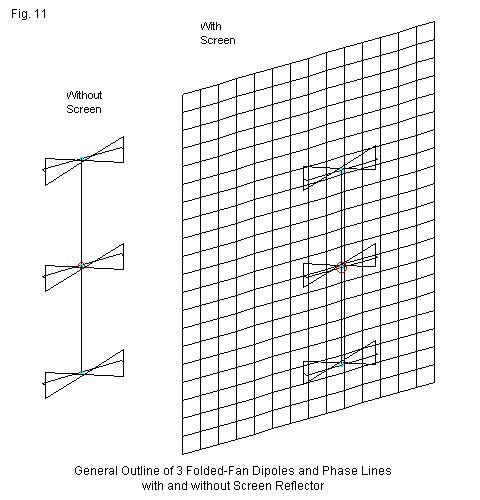 Fig. 11
With
Screen
Without
Screen
General Outline of 3 Folded-Fan Dipoles and Phase Lines
with and without Screen Reflector